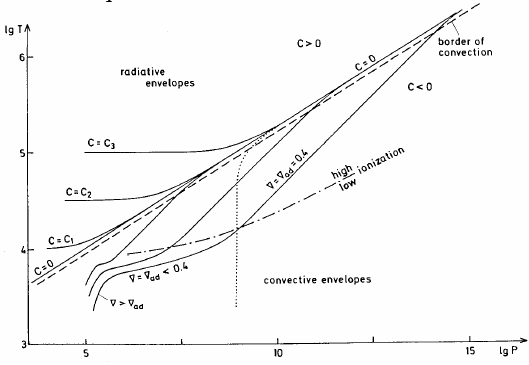 lg T
6
5
4
3
5
10
15
lg P
C>0
C=0
border of
convection
C<0
radiative
envelopes
C=C₃
C=C₂
C=C₁
C=0
∇=∇ad=0.4
high
low
ionization
∇=∇ad<0.4
∇>∇ad
convective envelopes